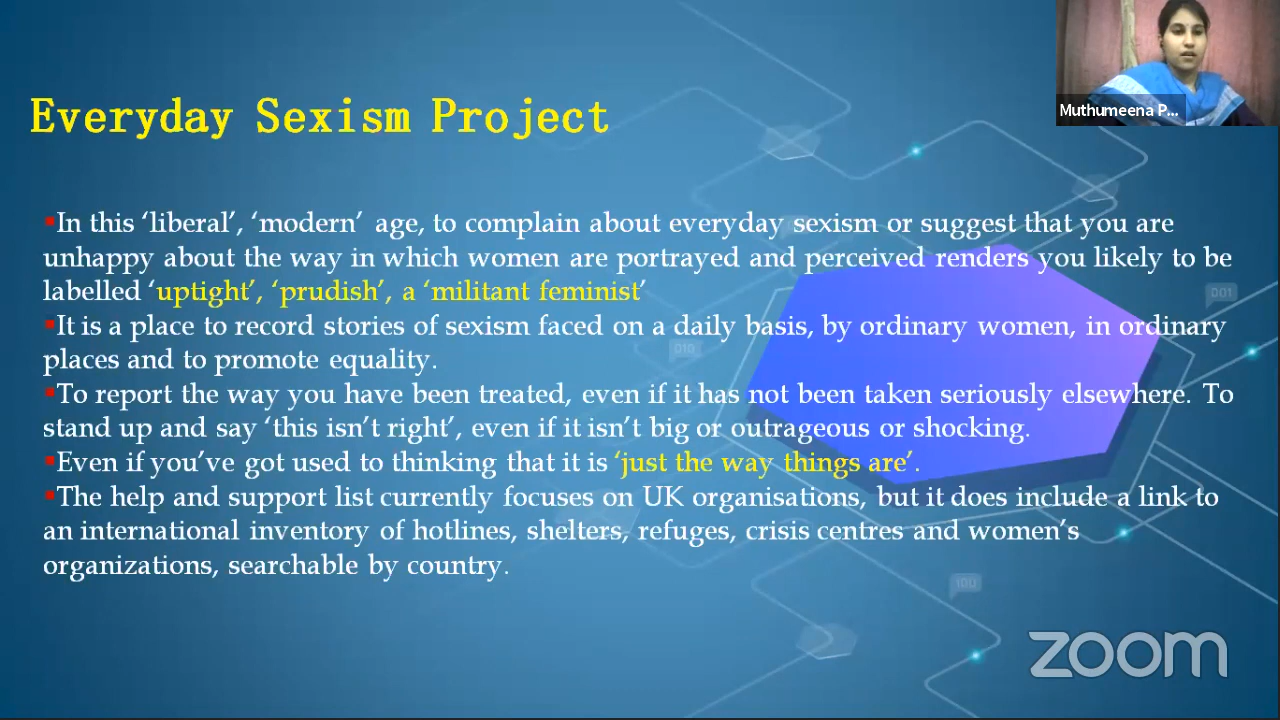 Muthumeena P...
Everyday Sexism Project
▪In this ‘liberal’, ‘modern’ age, to complain about everyday sexism or suggest that you are
unhappy about the way in which women are portrayed and perceived renders you likely to be
labelled ‘uptight’, ‘prudish’, a ‘militant feminist’
▪It is a place to record stories of sexism faced on a daily basis, by ordinary women, in ordinary
places and to promote equality.
▪To report the way you have been treated, even if it has not been taken seriously elsewhere. To
stand up and say ‘this isn’t right’, even if it isn’t big or outrageous or shocking.
▪Even if you’ve got used to thinking that it is ‘just the way things are’.
▪The help and support list currently focuses on UK organisations, but it does include a link to
an international inventory of hotlines, shelters, refuges, crisis centres and women’s
organizations, searchable by country.
001
010
zoom